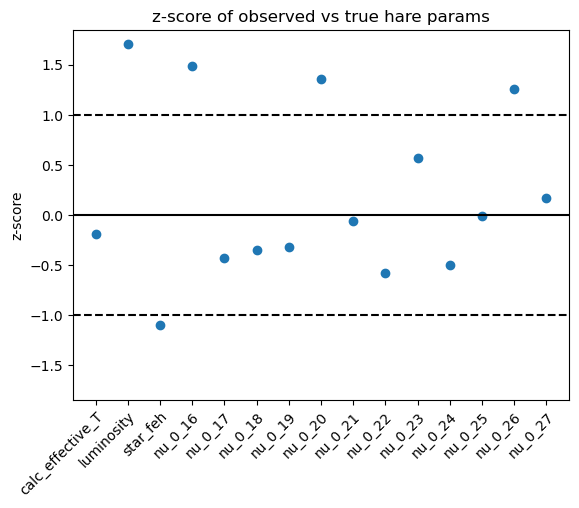 z-score of observed vs true hare params
z-score
1.5
1.0
0.5
0.0
−0.5
−1.0
−1.5
calc_effective_T
luminosity
star_feh
nu_0_16
nu_0_17
nu_0_18
nu_0_19
nu_0_20
nu_0_21
nu_0_22
nu_0_23
nu_0_24
nu_0_25
nu_0_26
nu_0_27